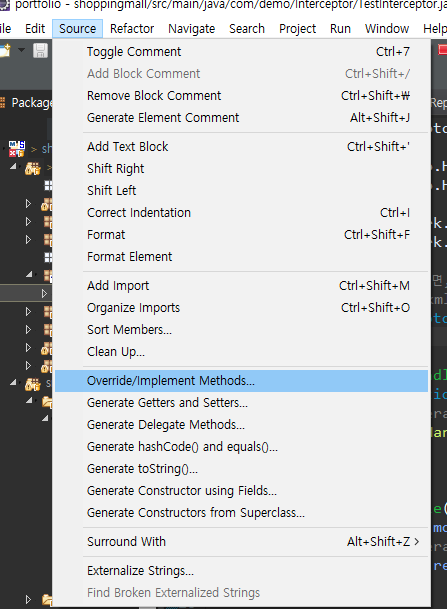 portfolio - shoppingmall/src/main/java/com/demo/Interceptor/TestInterceptor.ja
File Edit Source Refactor Navigate Search Project Run Window Help
Toggle Comment Ctrl+7
Add Block Comment Ctrl+Shift+/
Remove Block Comment Ctrl+Shift+₩
Generate Element Comment Alt+Shift+J
Add Text Block Ctrl+Shift+'
Shift Right
Shift Left
Correct Indentation Ctrl+I
Format Ctrl+Shift+F
Format Element
Add Import Ctrl+Shift+M
Organize Imports Ctrl+Shift+O
Sort Members...
Clean Up...
Override/Implement Methods...
Generate Getters and Setters...
Generate Delegate Methods...
Generate hashCode() and equals()...
Generate toString()...
Generate Constructor using Fields...
Generate Constructors from Superclass...
Surround With Alt+Shift+Z >
Externalize Strings...
Find Broken Externalized Strings